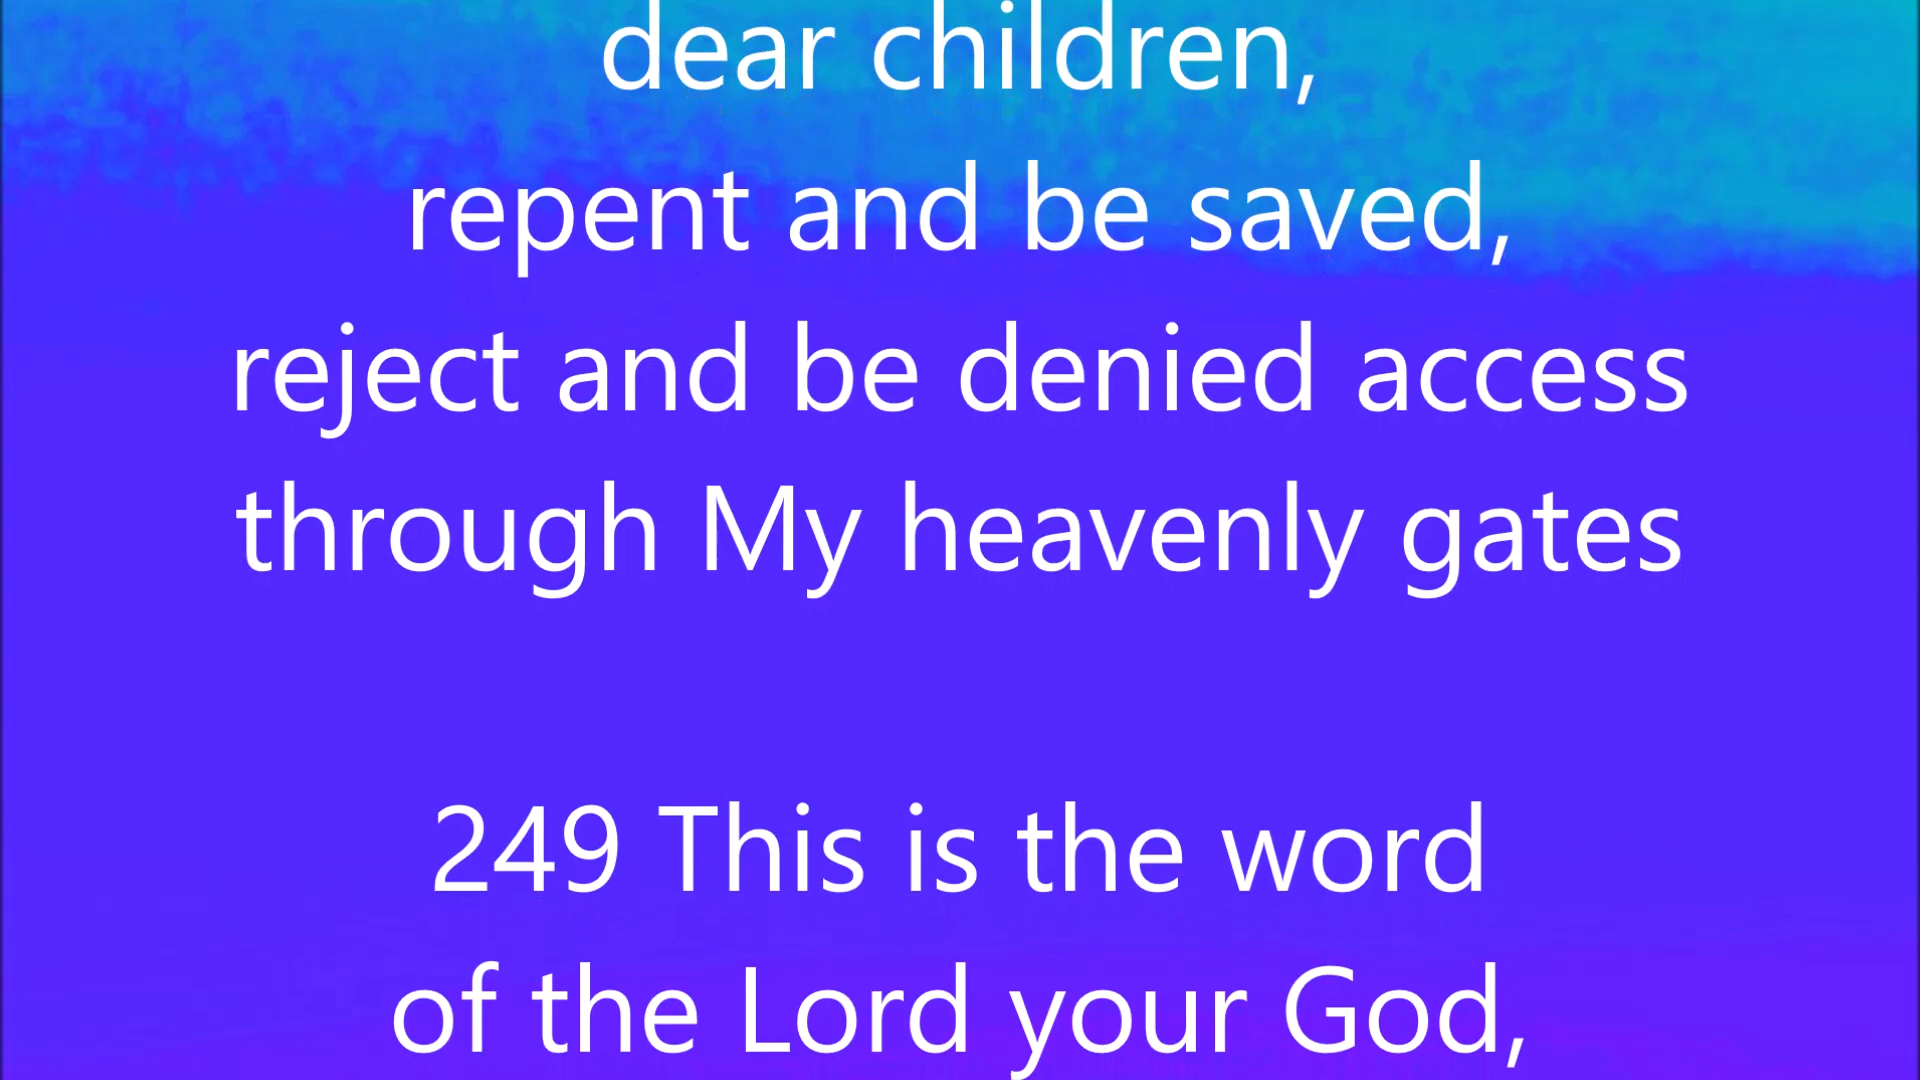 dear children,
repent and be saved,
reject and be denied access
through My heavenly gates
249 This is the word
of the Lord your God,